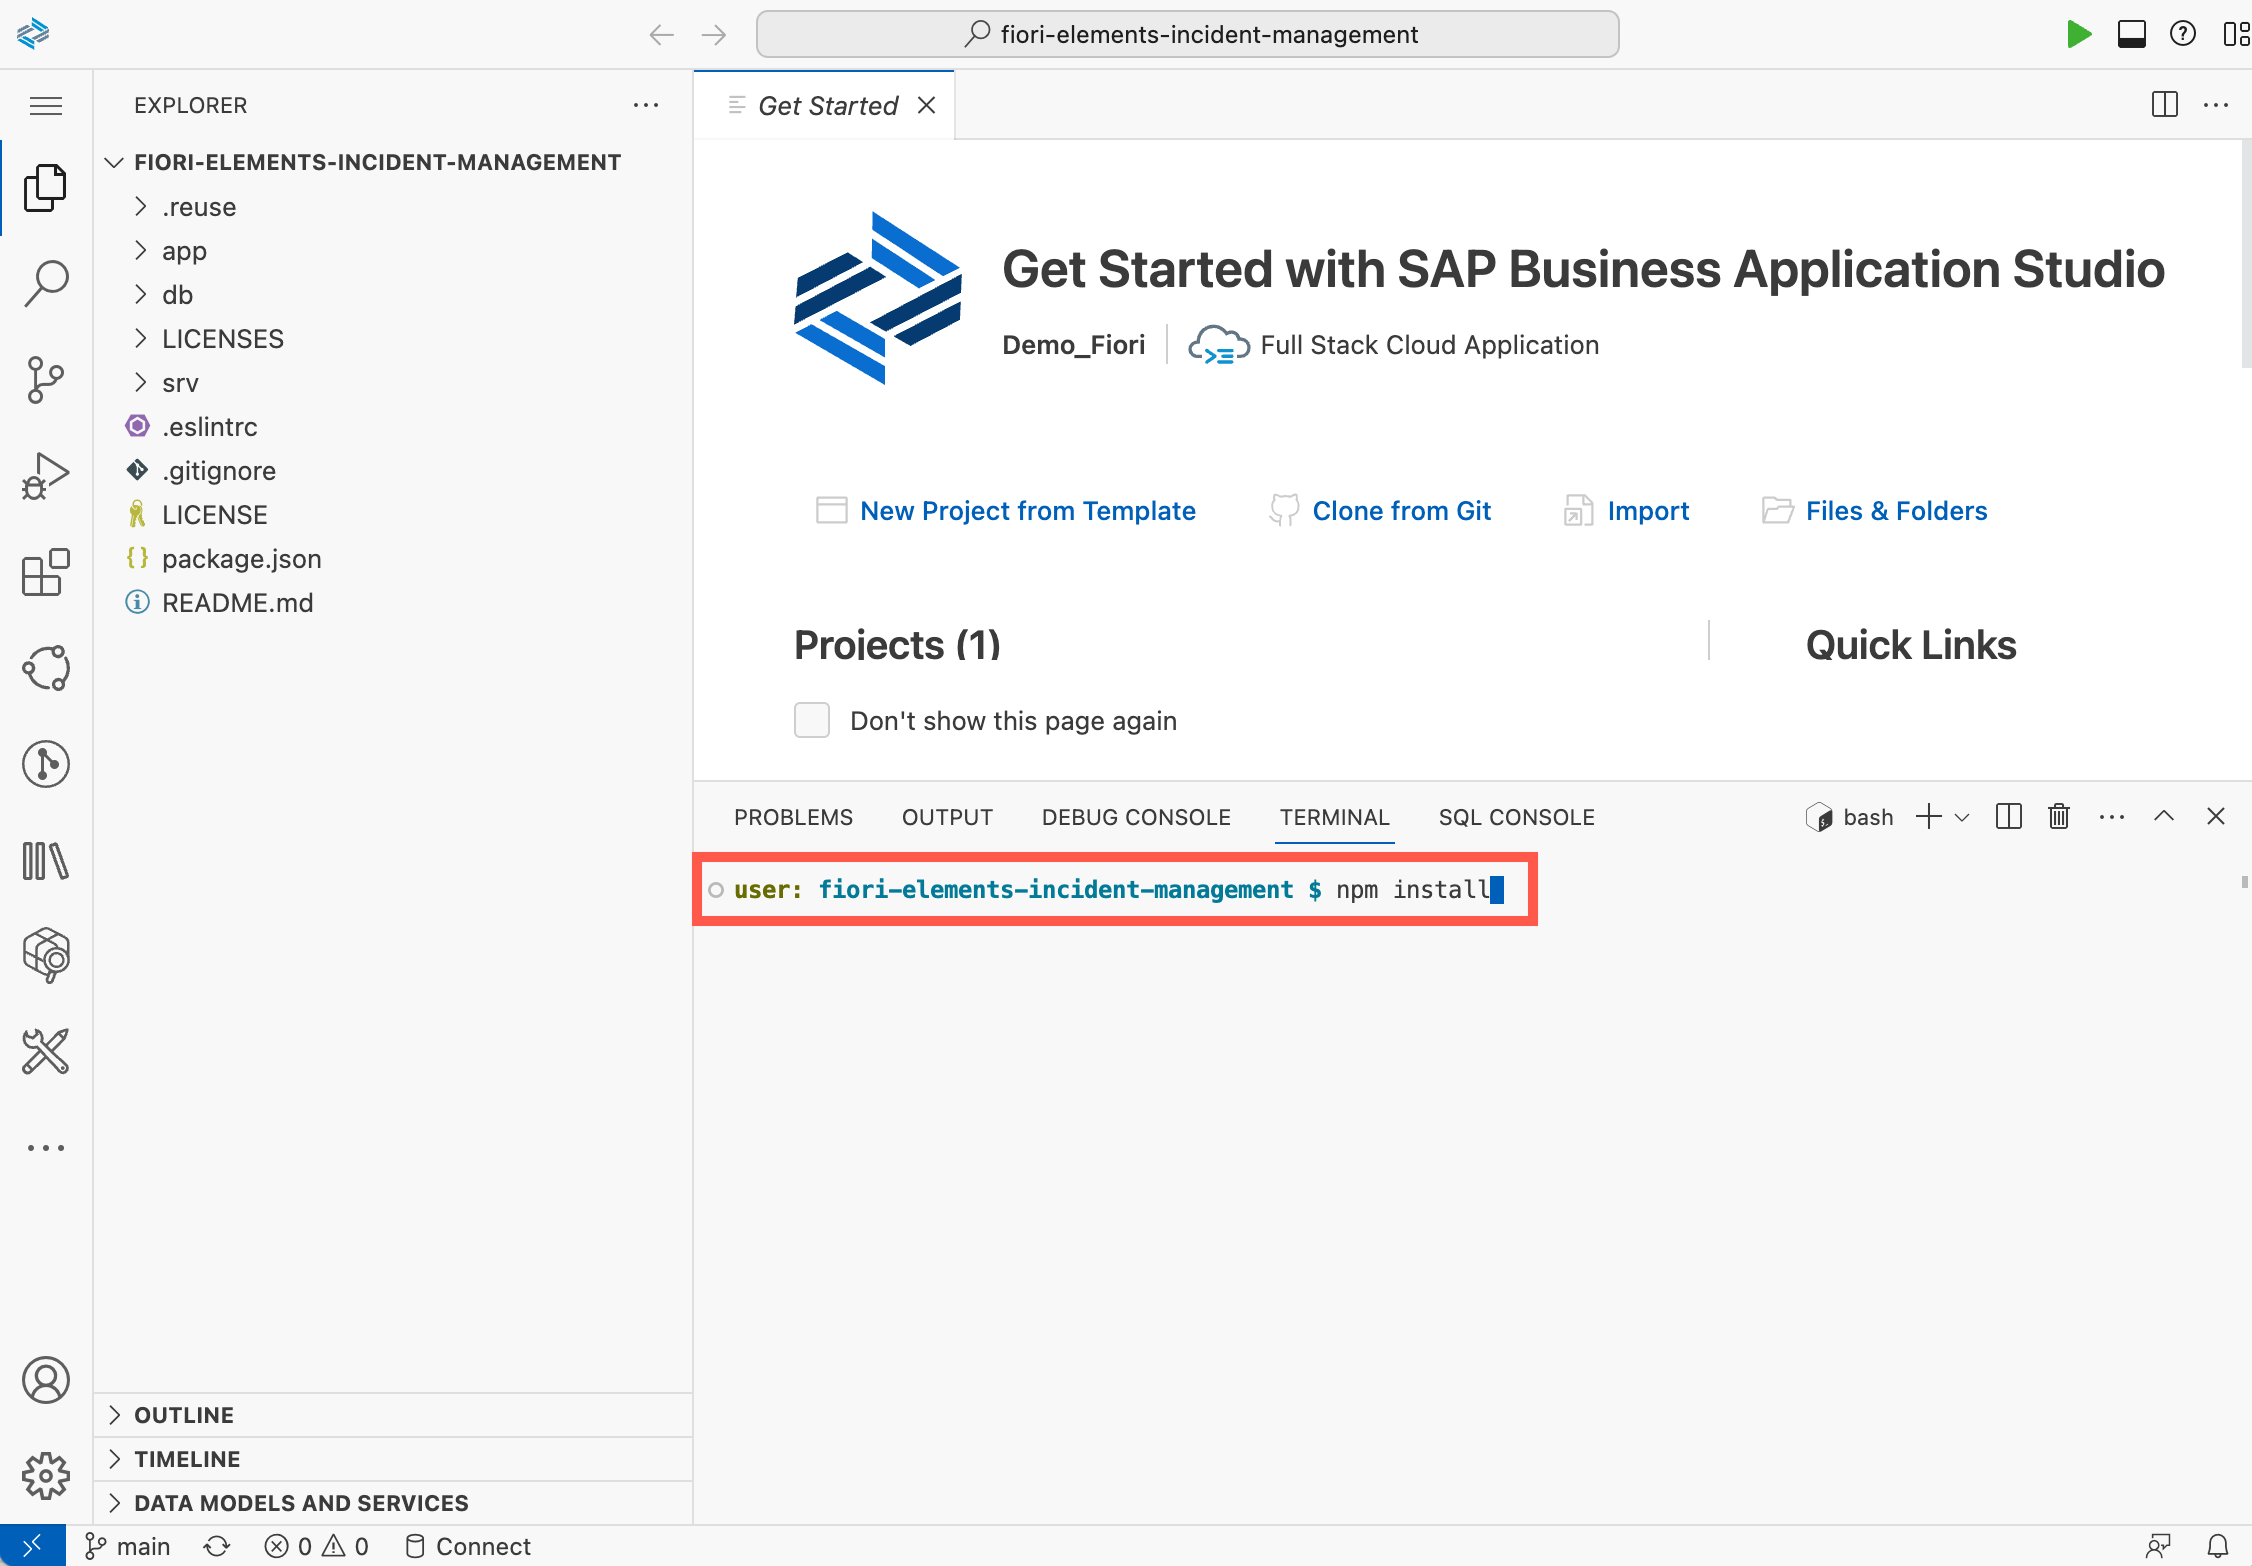 fiori-elements-incident-management
EXPLORER
Get Started
FIORI-ELEMENTS-INCIDENT-MANAGEMENT
.reuse
app
db
LICENSES
srv
.eslintrc
.gitignore
LICENSE
package.json
README.md
Get Started with SAP Business Application Studio
Demo_Fiori
Full Stack Cloud Application
New Project from Template
Clone from Git
Import
Files & Folders
Projects (1)
Quick Links
Don't show this page again
PROBLEMS OUTPUT DEBUG CONSOLE TERMINAL SQL CONSOLE bash
user: fiori-elements-incident-management $ npm install
OUTLINE
TIMELINE
DATA MODELS AND SERVICES
main 0 0 Connect